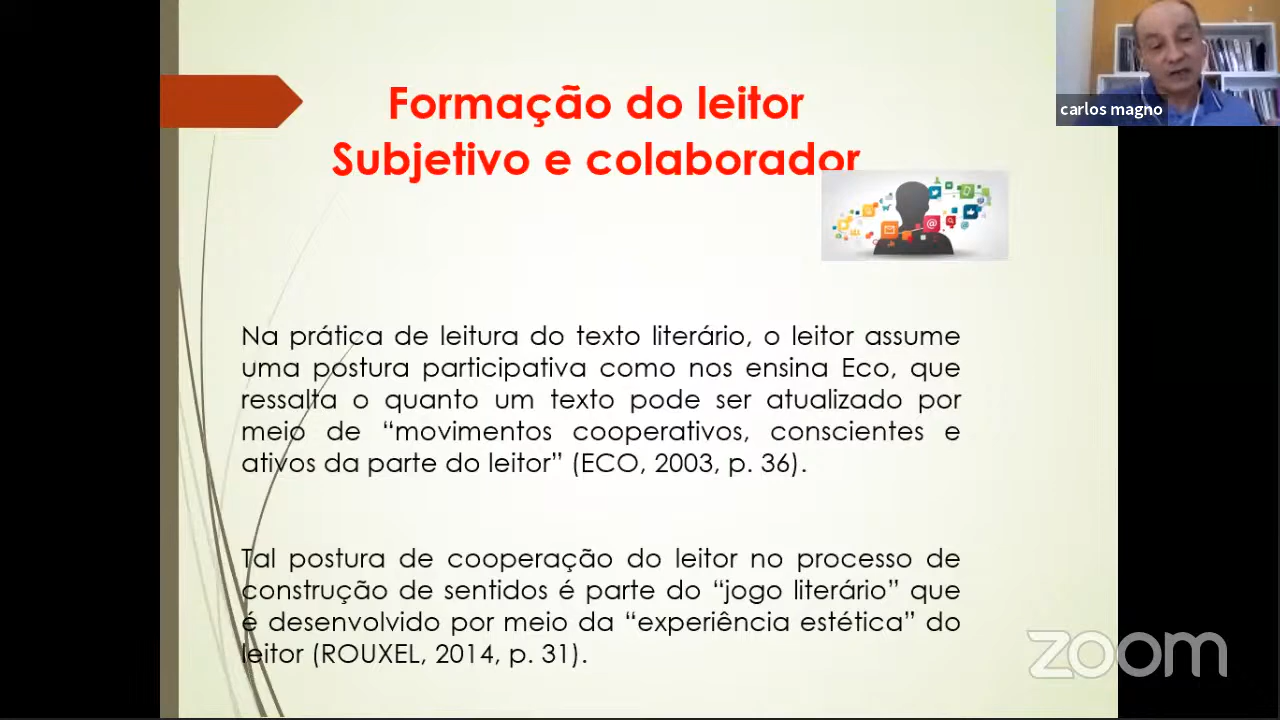 Formação do leitor
Subjetivo e colaborador
carlos magno
Na prática de leitura do texto literário, o leitor assume
uma postura participativa como nos ensina Eco, que
ressalta o quanto um texto pode ser atualizado por
meio de “movimentos cooperativos, conscientes e
ativos da parte do leitor” (ECO, 2003, p. 36).
Tal postura de cooperação do leitor no processo de
construção de sentidos é parte do “jogo literário” que
é desenvolvido por meio da “experiência estética” do
leitor (ROUXEL, 2014, p. 31).
zoom